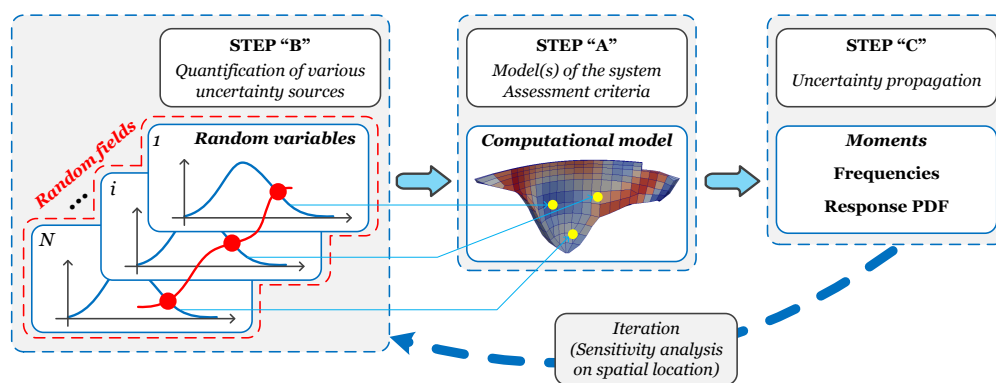 STEP “B”
Quantification of various
uncertainty sources
STEP “A”
Model(s) of the system
Assessment criteria
STEP “C”
Uncertainty propagation
Random fields
1
Random variables
i
N
Computational model
Moments
Frequencies
Response PDF
Iteration
(Sensitivity analysis
on spatial location)